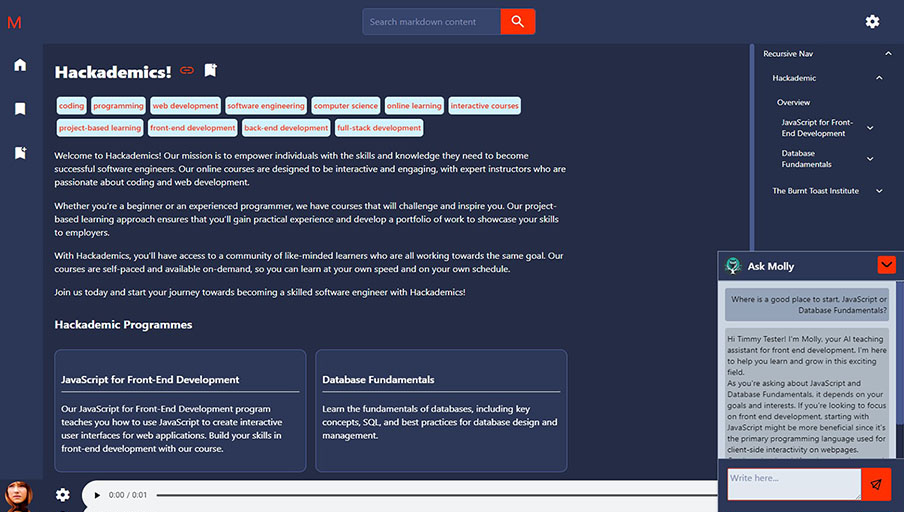 M
Search markdown content
Hackademics!
coding programming web development software engineering computer science online learning interactive courses
project-based learning front-end development back-end development full-stack development
Welcome to Hackademics! Our mission is to empower individuals with the skills and knowledge they need to become
successful software engineers. Our online courses are designed to be interactive and engaging, with expert instructors who are
passionate about coding and web development.
Whether you're a beginner or an experienced programmer, we have courses that will challenge and inspire you. Our project-
based learning approach ensures that you'll gain practical experience and develop a portfolio of work to showcase your skills
to employers.
With Hackademics, you'll have access to a community of like-minded learners who are all working towards the same goal. Our
courses are self-paced and available on-demand, so you can learn at your own speed and on your own schedule.
Join us today and start your journey towards becoming a skilled software engineer with Hackademics!
Hackademic Programmes
JavaScript for Front-End Development
Our JavaScript for Front-End Development program
teaches you how to use JavaScript to create interactive
user interfaces for web applications. Build your skills in
front-end development with our course.
Database Fundamentals
Learn the fundamentals of databases, including key
concepts, SQL, and best practices for database design and
management.
Recursive Nav
Hackademic
Overview
JavaScript for Front-
End Development
Database
Fundamentals
The Burnt Toast Institute
Ask Molly
Where is a good place to start, JavaScript or
Database Fundamentals?
Hi Timmy Tester! I'm Molly, your AI teaching
assistant for front end development. I'm here
to help you learn and grow in this exciting
field.
As you're asking about JavaScript and
Database Fundamentals, it depends on your
goals and interests. If you're looking to focus
on front end development, starting with
JavaScript might be more beneficial since it's
the primary programming language used for
client-side interactivity on webpages.
Write here...
0:00 / 0:01